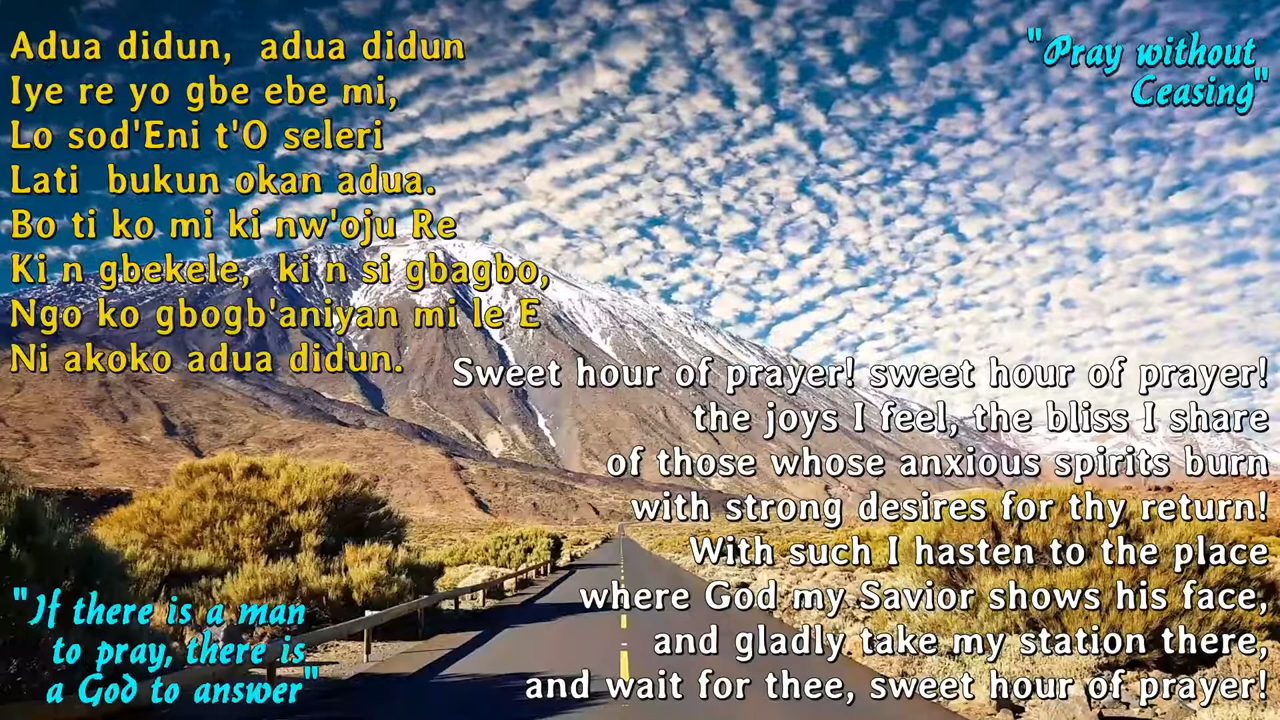 Adua didun, adua didun
Iye re yo gbe ebe mi,
Lo sod'Eni t'O seleri
Lati bukun okan adua.
Bo ti ko mi ki nw'oju Re
Ki n gbekele, ki n si gbagbo,
Ngo ko gbogb'aniyan mi le E
Ni akoko adua didun.
"Pray without
Ceasing"
Sweet hour of prayer! sweet hour of prayer!
the joys I feel, the bliss I share
of those whose anxious spirits burn
with strong desires for thy return!
With such I hasten to the place
where God my Savior shows his face,
and gladly take my station there,
and wait for thee, sweet hour of prayer!
"If there is a man
to pray, there is
a God to answer"